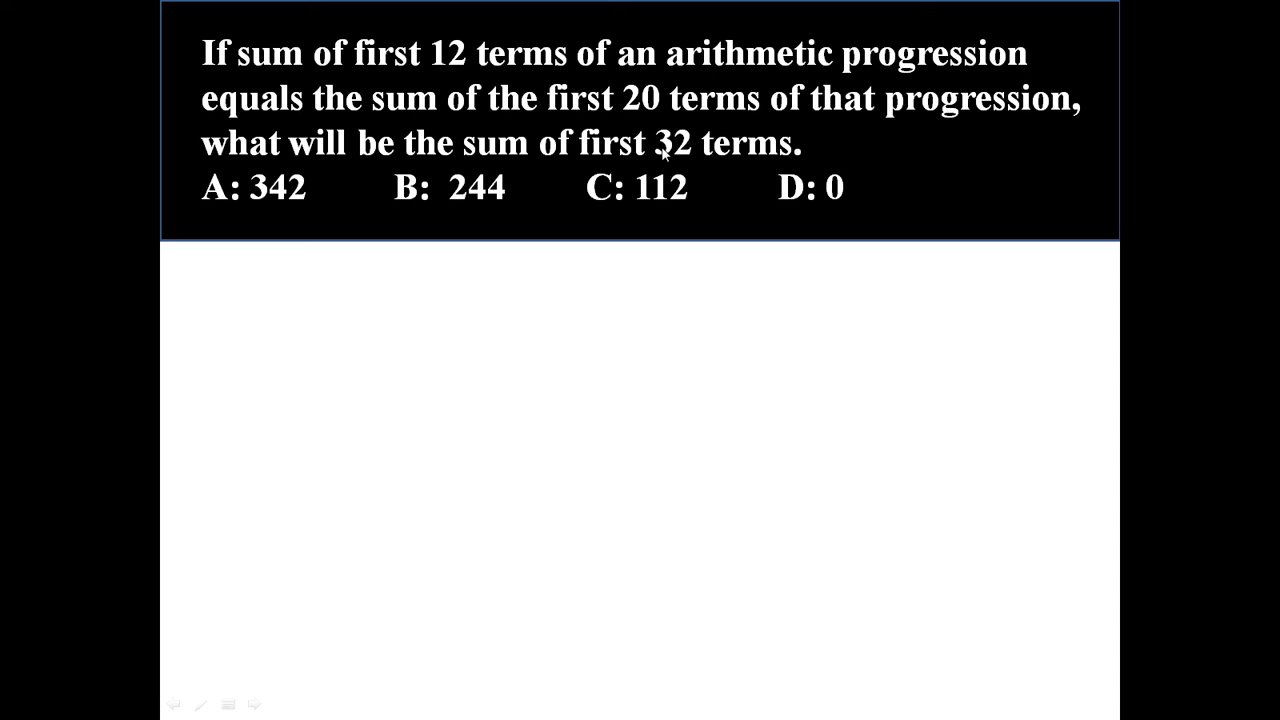 If sum of first 12 terms of an arithmetic progression
equals the sum of the first 20 terms of that progression,
what will be the sum of first 32 terms.
A: 342 B: 244 C: 112 D: 0